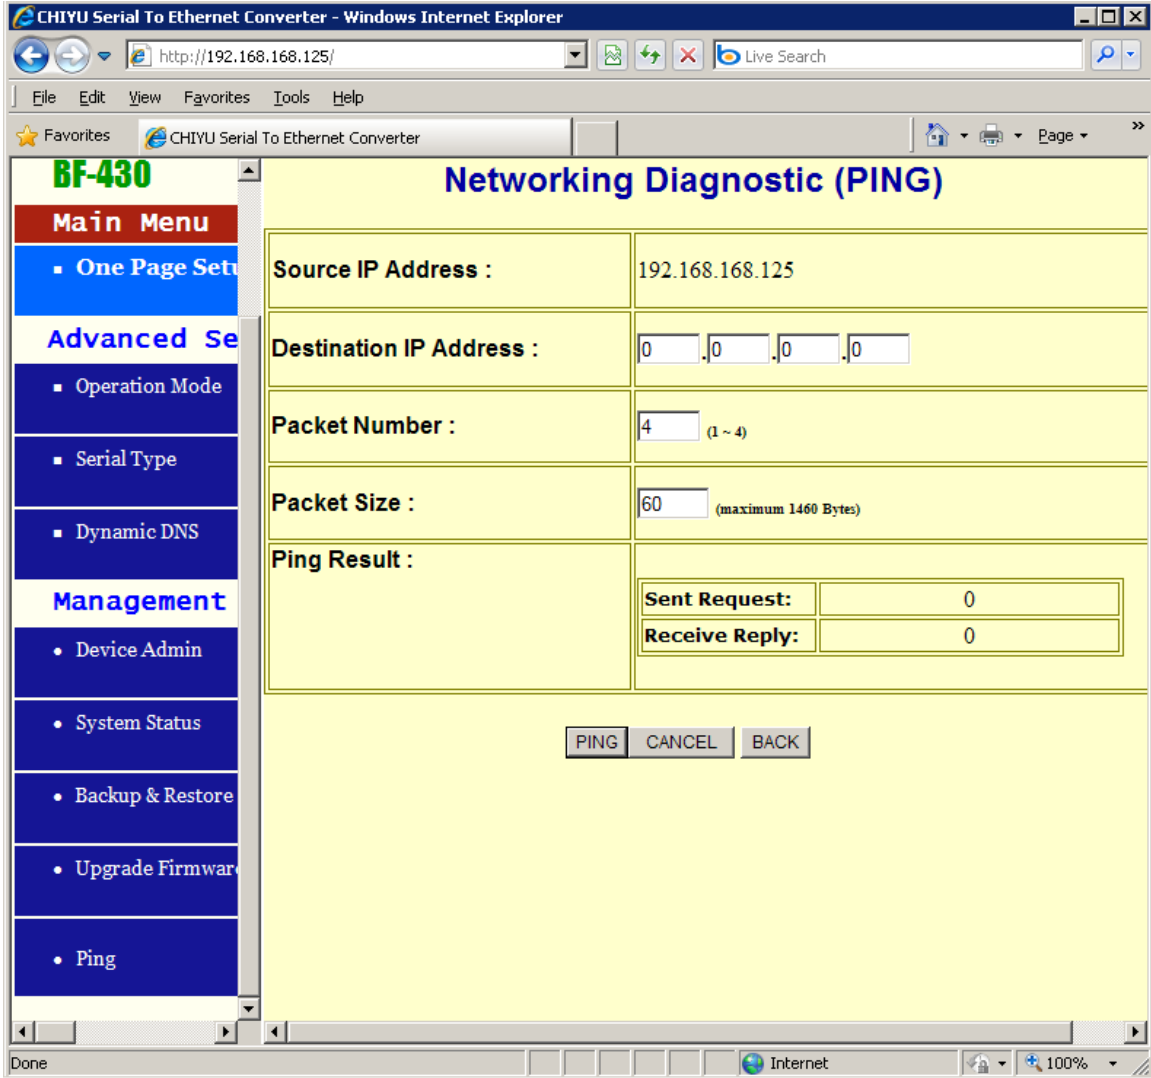 CHIYU Serial To Ethernet Converter - Windows Internet Explorer
http://192.168.168.125/
Live Search
File Edit View Favorites Tools Help
Favorites CHIYU Serial To Ethernet Converter Page
BF-430
Main Menu
One Page Setu
Advanced Se
Operation Mode
Serial Type
Dynamic DNS
Management
Device Admin
System Status
Backup & Restore
Upgrade Firmware
Ping
Networking Diagnostic (PING)
Source IP Address : 192.168.168.125
Destination IP Address : 0 .0 .0 .0
Packet Number : 4 (1 ~ 4)
Packet Size : 60 (maximum 1460 Bytes)
Ping Result :
Sent Request: 0
Receive Reply: 0
PING CANCEL BACK
Done Internet 100%